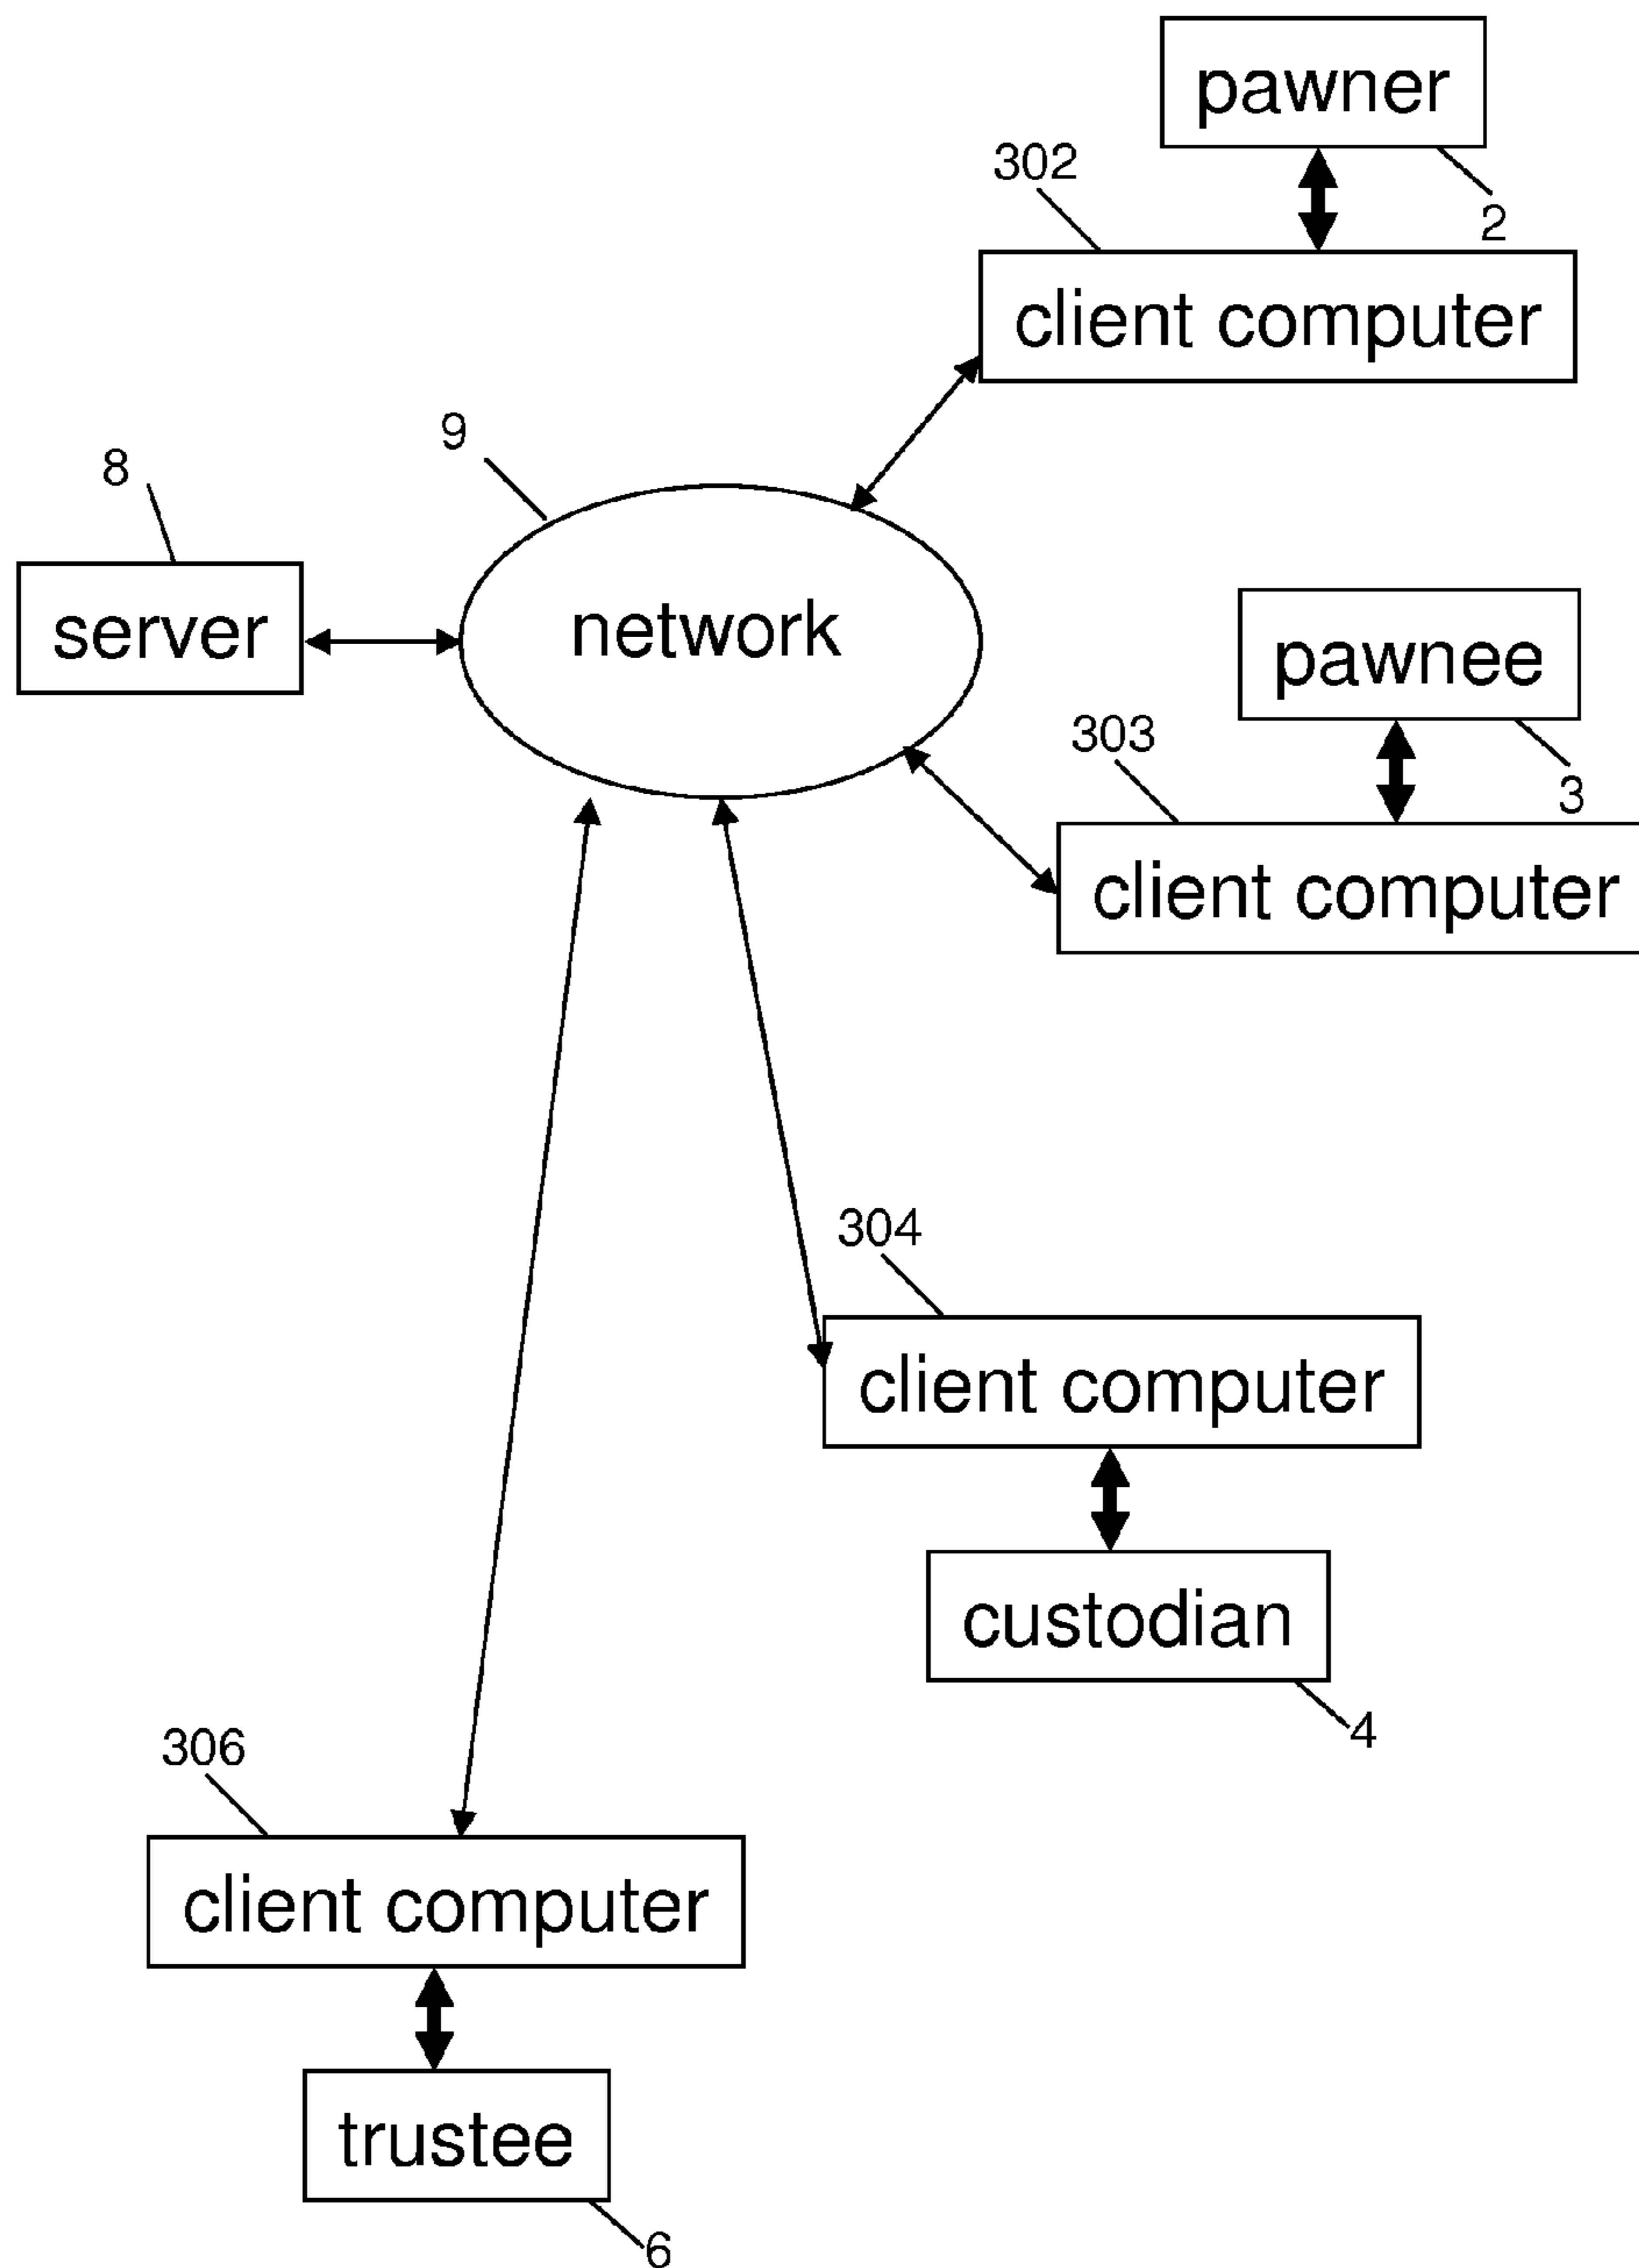 pawner
302
2
client computer
9
8
server
network
pawnee
303
3
client computer
304
client computer
custodian
4
306
client computer
trustee
6